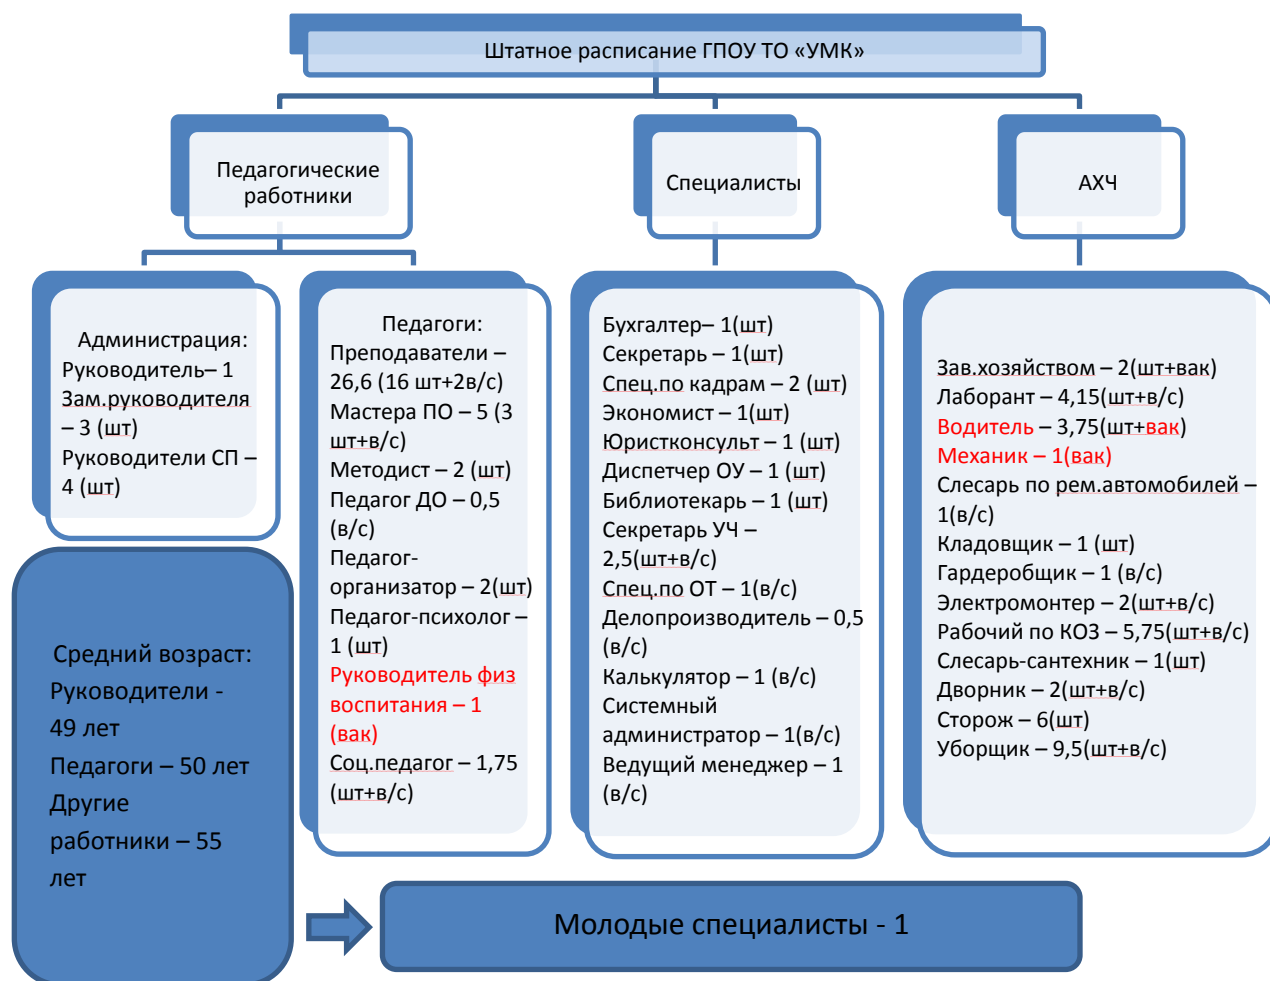 Штатное расписание ГПОУ ТО «УМК»
Педагогические
работники
Специалисты
АХЧ
Администрация:
Руководитель– 1
Зам.руководителя
– 3 (шт)
Руководители СП –
4 (шт)
Педагоги:
Преподаватели –
26,6 (16 шт+2в/с)
Мастера ПО – 5 (3
шт+в/с)
Методист – 2 (шт)
Педагог ДО – 0,5
(в/с)
Педагог-
организатор – 2(шт)
Педагог-психолог –
1 (шт)
Руководитель физ
воспитания – 1
(вак)
Соц.педагог – 1,75
(шт+в/с)
Бухгалтер– 1(шт)
Секретарь – 1(шт)
Спец.по кадрам – 2 (шт)
Экономист – 1(шт)
Юристконсульт – 1 (шт)
Диспетчер ОУ – 1 (шт)
Библиотекарь – 1 (шт)
Секретарь УЧ –
2,5(шт+в/с)
Спец.по ОТ – 1(в/с)
Делопроизводитель – 0,5
(в/с)
Калькулятор – 1 (в/с)
Системный
администратор – 1(в/с)
Ведущий менеджер – 1
(в/с)
Зав.хозяйством – 2(шт+вак)
Лаборант – 4,15(шт+в/с)
Водитель – 3,75(шт+вак)
Механик – 1(вак)
Слесарь по рем.автомобилей –
1(в/с)
Кладовщик – 1 (шт)
Гардеробщик – 1 (в/с)
Электромонтер – 2(шт+в/с)
Рабочий по КОЗ – 5,75(шт+в/с)
Слесарь-сантехник – 1(шт)
Дворник – 2(шт+в/с)
Сторож – 6(шт)
Уборщик – 9,5(шт+в/с)
Средний возраст:
Руководители -
49 лет
Педагоги – 50 лет
Другие
работники – 55
лет
Молодые специалисты - 1